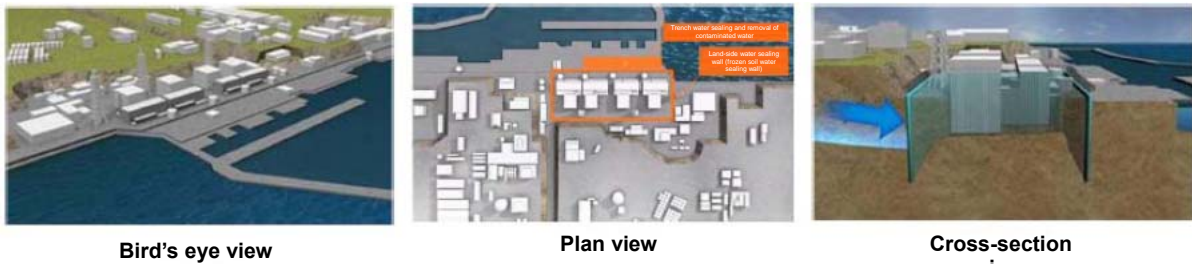 Trench water sealing and removal of
contaminated water
Land-side water sealing
wall (frozen soil water
sealing wall)
Bird's eye view
Plan view
Cross-section